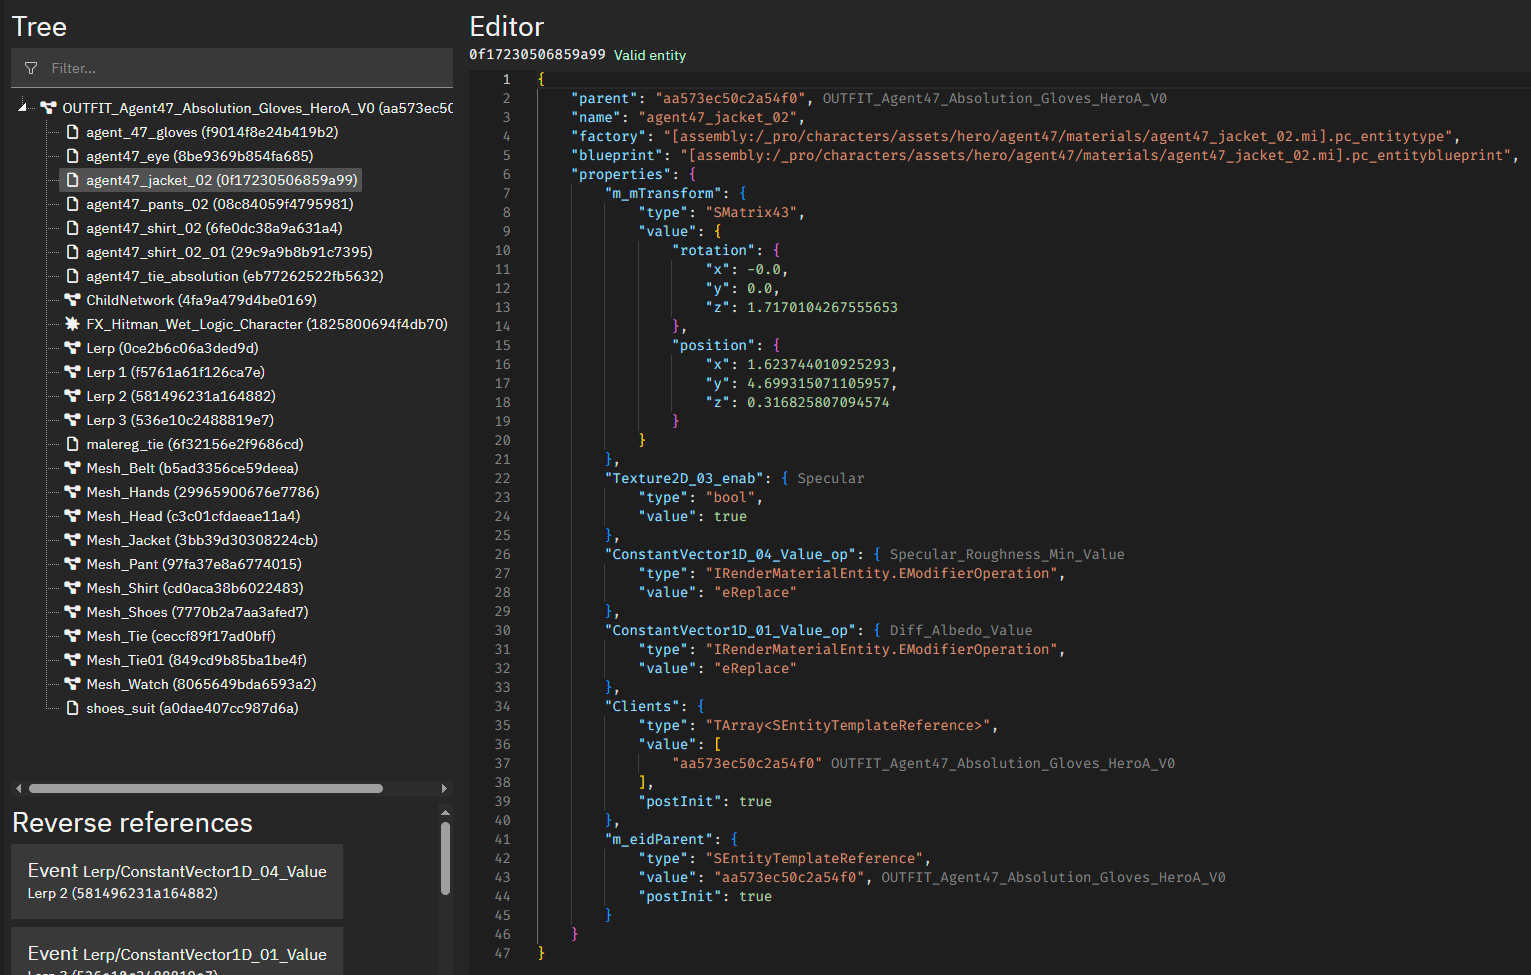 Tree
Filter...
OUTFIT_Agent47_Absolution_Gloves_HeroA_V0 (aa573ec50
agent_47_gloves (f9014f8e24b419b2)
agent47_eye (8be9369b854fa685)
agent47_jacket_02 (0f17230506859a99)
agent47_pants_02 (08c84059f4795981)
agent47_shirt_02 (6fe0dc38a9a631a4)
agent47_shirt_02_01 (29c9a9b8b91c7395)
agent47_tie_absolution (eb77262522fb5632)
ChildNetwork (4fa9a479d4be0169)
FX_Hitman_Wet_Logic_Character (1825800694f4db70)
Lerp (0ce2b6c06a3ded9d)
Lerp 1 (f5761a61f126ca7e)
Lerp 2 (581496231a164882)
Lerp 3 (536e10c2488819e7)
malereg_tie (6f32156e2f9686cd)
Mesh_Belt (b5ad3356ce59deea)
Mesh_Hands (29965900676e7786)
Mesh_Head (c3c01cfdaeae11a4)
Mesh_Jacket (3bb39d30308224cb)
Mesh_Pant (97fa37e8a6774015)
Mesh_Shirt (cd0aca38b6022483)
Mesh_Shoes (7770b2a7aa3afed7)
Mesh_Tie (ceccf89f17ad0bff)
Mesh_Tie01 (849cd9b85ba1be4f)
Mesh_Watch (8065649bda6593a2)
shoes_suit (a0dae407cc987d6a)
Reverse references
Event Lerp/ConstantVector1D_04_Value
Lerp 2 (581496231a164882)
Event Lerp/ConstantVector1D_01_Value
Lerp 3 (536e10c2488819e7)
Editor
0f17230506859a99 Valid entity
1 {
2 "parent": "aa573ec50c2a54f0", OUTFIT_Agent47_Absolution_Gloves_HeroA_V0
3 "name": "agent47_jacket_02",
4 "factory": "[assembly:/_pro/characters/assets/hero/agent47/materials/agent47_jacket_02.mi].pc_entitytype",
5 "blueprint": "[assembly:/_pro/characters/assets/hero/agent47/materials/agent47_jacket_02.mi].pc_entityblueprint",
6 "properties": {
7 "m_mTransform": {
8 "type": "SMatrix43",
9 "value": {
10 "rotation": {
11 "x": -0.0,
12 "y": 0.0,
13 "z": 1.7170104267555653
14 },
15 "position": {
16 "x": 1.623744010925293,
17 "y": 4.699315071105957,
18 "z": 0.316825807094574
19 }
20 }
21 },
22 "Texture2D_03_enab": { Specular
23 "type": "bool",
24 "value": true
25 },
26 "ConstantVector1D_04_Value_op": { Specular_Roughness_Min_Value
27 "type": "IRenderMaterialEntity.EModifierOperation",
28 "value": "eReplace"
29 },
30 "ConstantVector1D_01_Value_op": { Diff_Albedo_Value
31 "type": "IRenderMaterialEntity.EModifierOperation",
32 "value": "eReplace"
33 },
34 "Clients": {
35 "type": "TArray<SEntityTemplateReference>",
36 "value": [
37 "aa573ec50c2a54f0" OUTFIT_Agent47_Absolution_Gloves_HeroA_V0
38 ],
39 "postInit": true
40 },
41 "m_eidParent": {
42 "type": "SEntityTemplateReference",
43 "value": "aa573ec50c2a54f0", OUTFIT_Agent47_Absolution_Gloves_HeroA_V0
44 "postInit": true
45 }
46 }
47 }